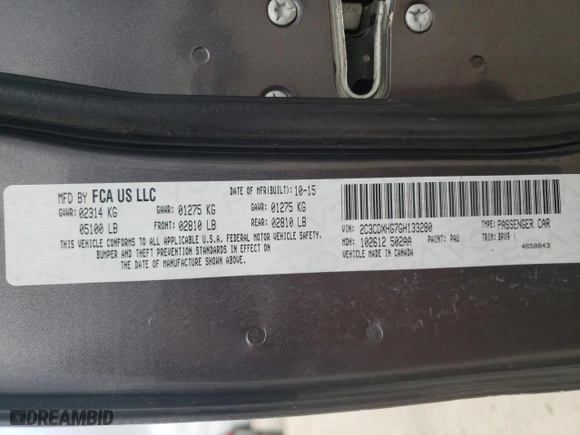 MFD BY FCA US LLC DATE OF MFR(BUILT): 10-15
GVWR: 02314 KG GAWR: 01275 KG GAWR: 01275 KG
05100 LB FRONT: 02810 LB REAR: 02810 LB
THIS VEHICLE CONFORMS TO ALL APPLICABLE U.S.A. FEDERAL MOTOR VEHICLE SAFETY,
BUMPER AND THEFT PREVENTION STANDARDS IN EFFECT ON
THE DATE OF MANUFACTURE SHOWN ABOVE.
VIN: 2C3CDXHG7GH133280 TYPE: PASSENGER CAR
MDH: 102612 502AA PAINT: PAU TRIM: BPX9
VEHICLE MADE IN CANADA 4658843
DREAMBID